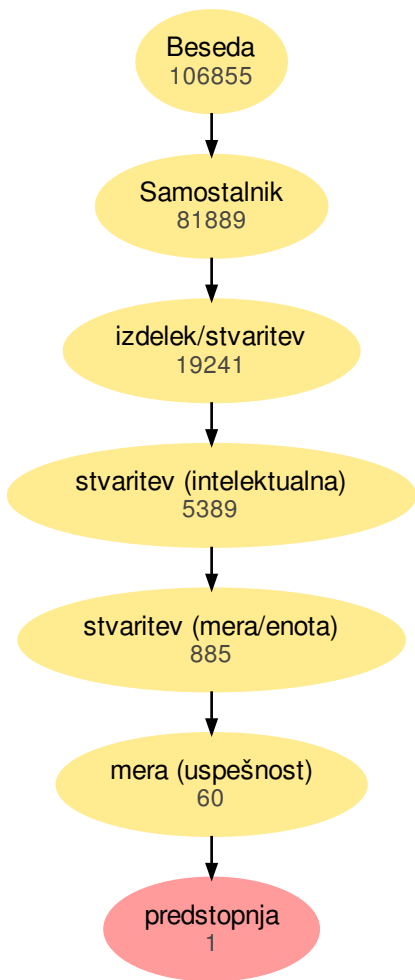 Beseda
106855
Samostalnik
81889
izdelek/stvaritev
19241
stvaritev (intelektualna)
5389
stvaritev (mera/enota)
885
mera (uspešnost)
60
predstopnja
1